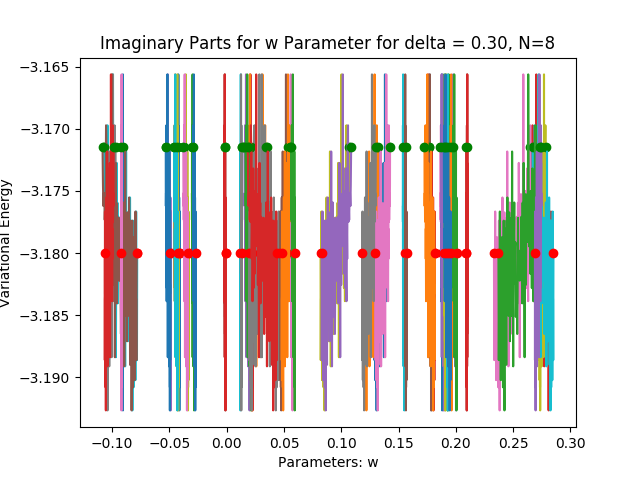 Imaginary Parts for w Parameter for delta = 0.30, N=8
Variational Energy
−3.165
−3.170
−3.175
−3.180
−3.185
−3.190
−0.10 −0.05 0.00 0.05 0.10 0.15 0.20 0.25 0.30
Parameters: w